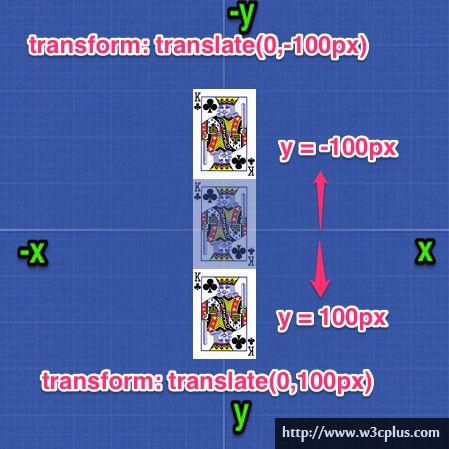 -y
transform: translate(0,-100px)
K
K
y = -100px
K
-x
x
K
K
y = 100px
K
transform: translate(0,100px)
y
http://www.w3cplus.com